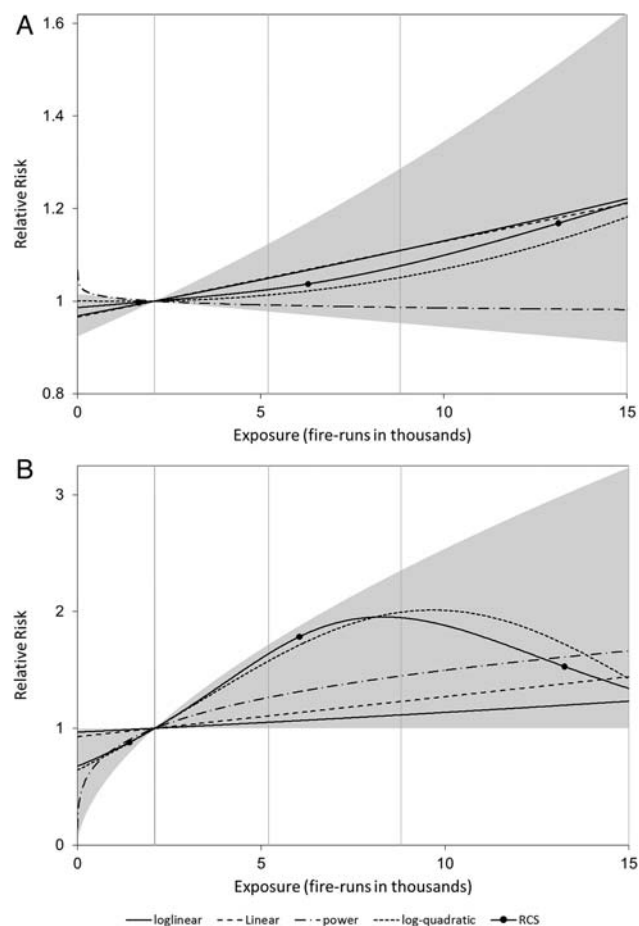 A
1.6
1.4
1.2
1
0.8
Relative Risk
0
5
10
15
Exposure (fire-runs in thousands)
B
3
2
1
0
Relative Risk
0
5
10
15
Exposure (fire-runs in thousands)
loglinear Linear power log-quadratic RCS